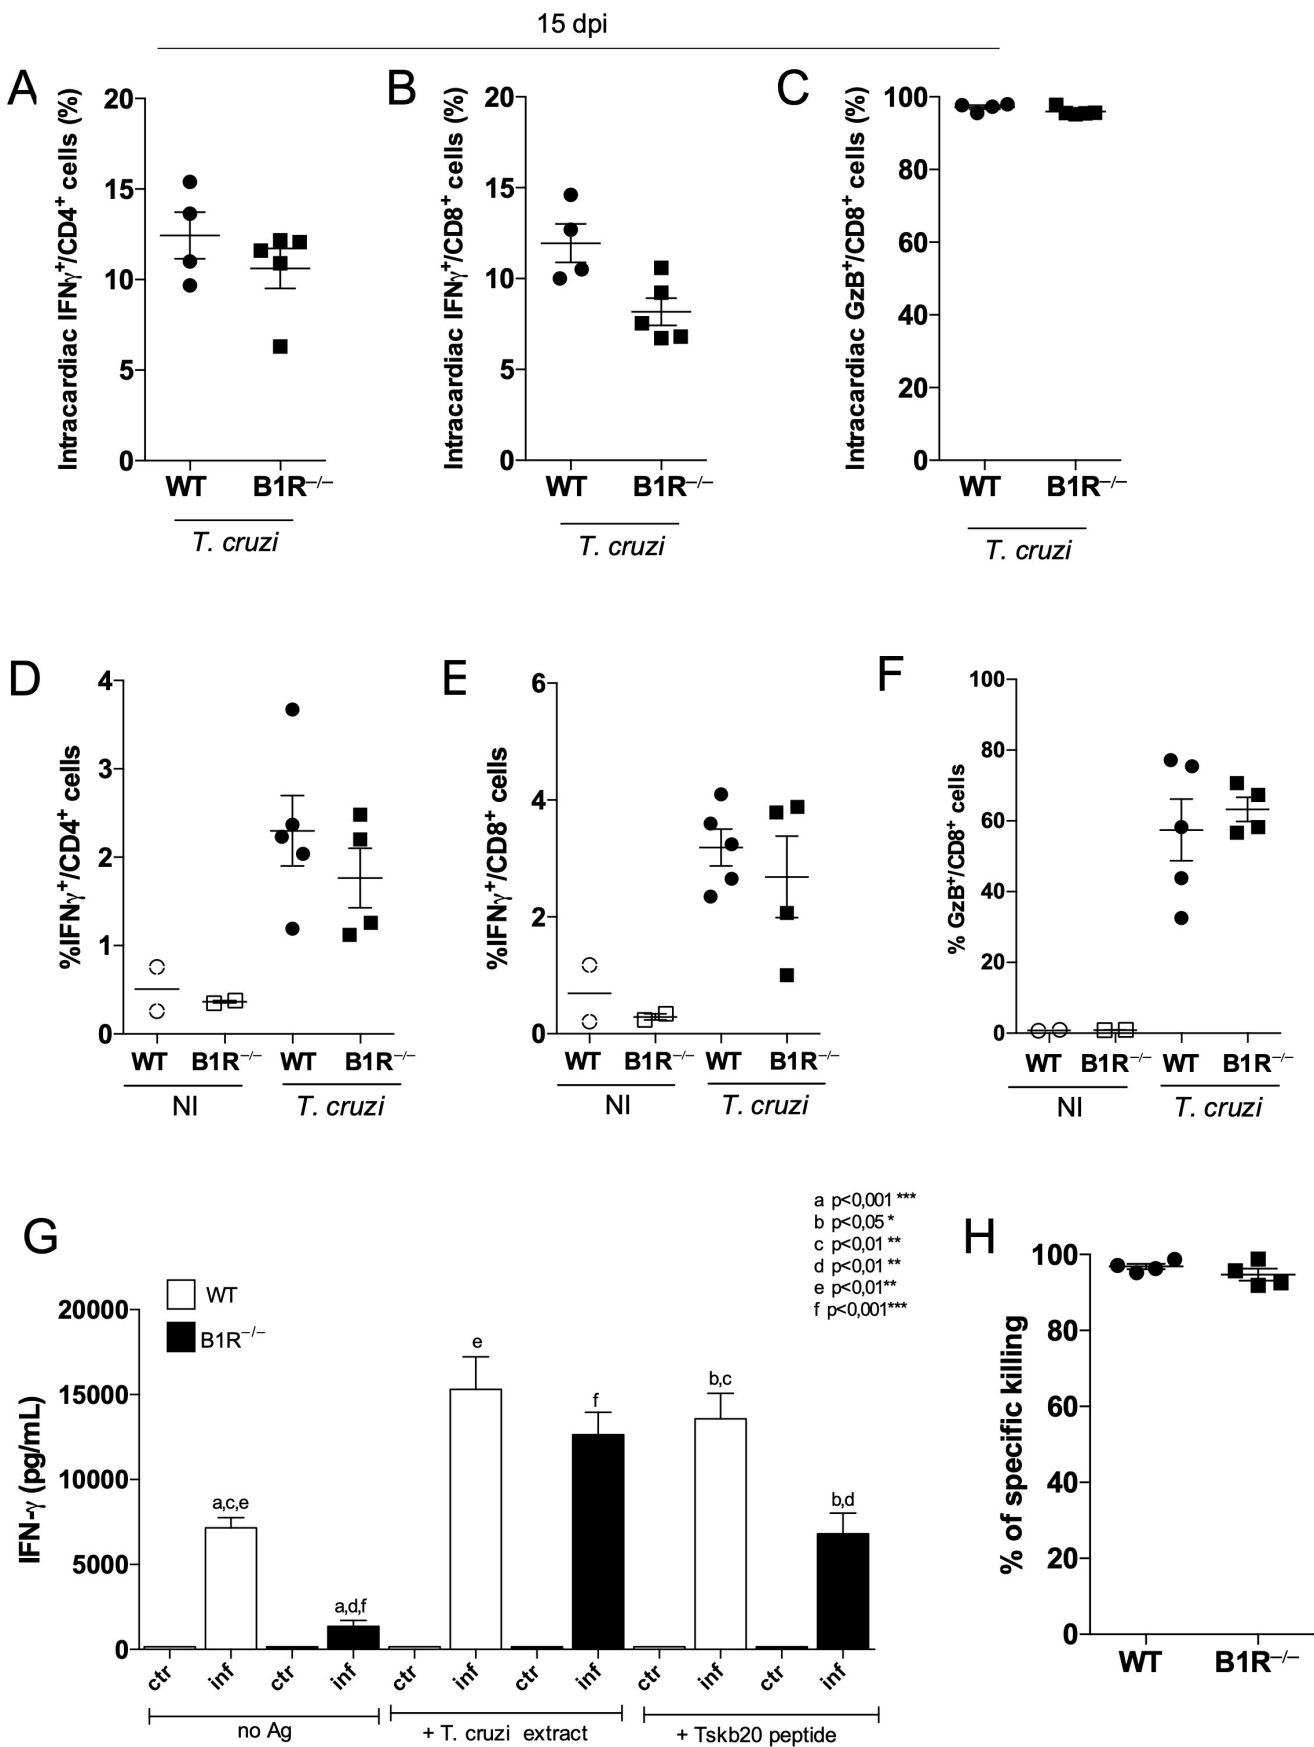 15 dpi
A
B
C
Intracardiac IFNγ⁺/CD4⁺ cells (%)
20
15
10
5
0
WT B1R⁻/⁻
T. cruzi
Intracardiac IFNγ⁺/CD8⁺ cells (%)
20
15
10
5
0
WT B1R⁻/⁻
T. cruzi
Intracardiac GzB⁺/CD8⁺ cells (%)
100
80
60
40
20
0
WT B1R⁻/⁻
T. cruzi
D
E
F
%IFNγ⁺/CD4⁺ cells
4
3
2
1
0
WT B1R⁻/⁻ WT B1R⁻/⁻
NI T. cruzi
%IFNγ⁺/CD8⁺ cells
6
4
2
0
WT B1R⁻/⁻ WT B1R⁻/⁻
NI T. cruzi
% GzB⁺/CD8⁺ cells
100
80
60
40
20
0
WT B1R⁻/⁻ WT B1R⁻/⁻
NI T. cruzi
G
a p<0,001 ***
b p<0,05 *
c p<0,01 **
d p<0,01 **
e p<0,01**
f p<0,001***
WT
B1R⁻/⁻
IFN-γ (pg/mL)
20000
15000
10000
5000
0
a,c,e
a,d,f
e
f
b,c
b,d
ctr inf ctr inf ctr inf ctr inf ctr inf ctr inf
no Ag + T. cruzi extract + Tskb20 peptide
H
% of specific killing
100
80
60
40
20
0
WT B1R⁻/⁻